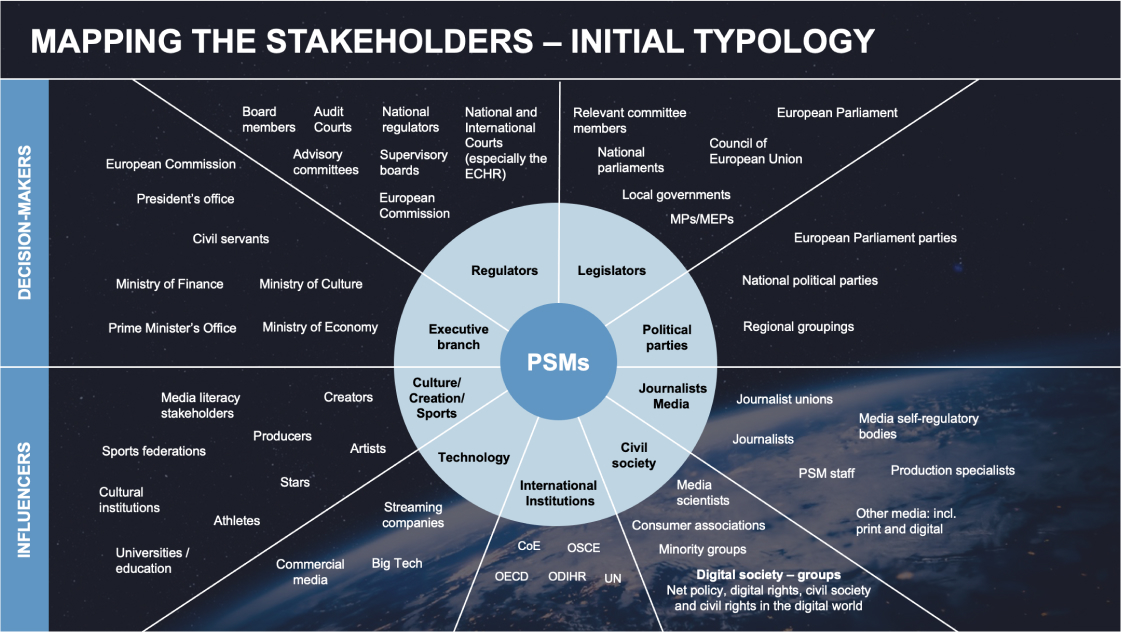 MAPPING THE STAKEHOLDERS – INITIAL TYPOLOGY
DECISION-MAKERS
Board
members
Audit
Courts
National
regulators
National and
International
Courts
(especially the
ECHR)
Advisory
committees
Supervisory
boards
European
Commission
Relevant committee
members
European Parliament
National
parliaments
Council of
European Union
Local governments
MPs/MEPs
European Commission
President's office
Civil servants
Ministry of Finance
Ministry of Culture
Prime Minister's Office
Ministry of Economy
European Parliament parties
National political parties
Regional groupings
Regulators
Legislators
Executive
branch
Political
parties
PSMs
Culture/
Creation/
Sports
Journalists
Media
Technology
Civil
society
International
Institutions
INFLUENCERS
Media literacy
stakeholders
Creators
Producers
Sports federations
Artists
Stars
Cultural
institutions
Athletes
Universities /
education
Streaming
companies
Commercial
media
Big Tech
CoE
OSCE
OECD
ODIHR
UN
Media
scientists
Consumer associations
Minority groups
Digital society – groups
Net policy, digital rights, civil society
and civil rights in the digital world
Journalist unions
Media self-regulatory
bodies
Journalists
PSM staff
Production specialists
Other media: incl.
print and digital